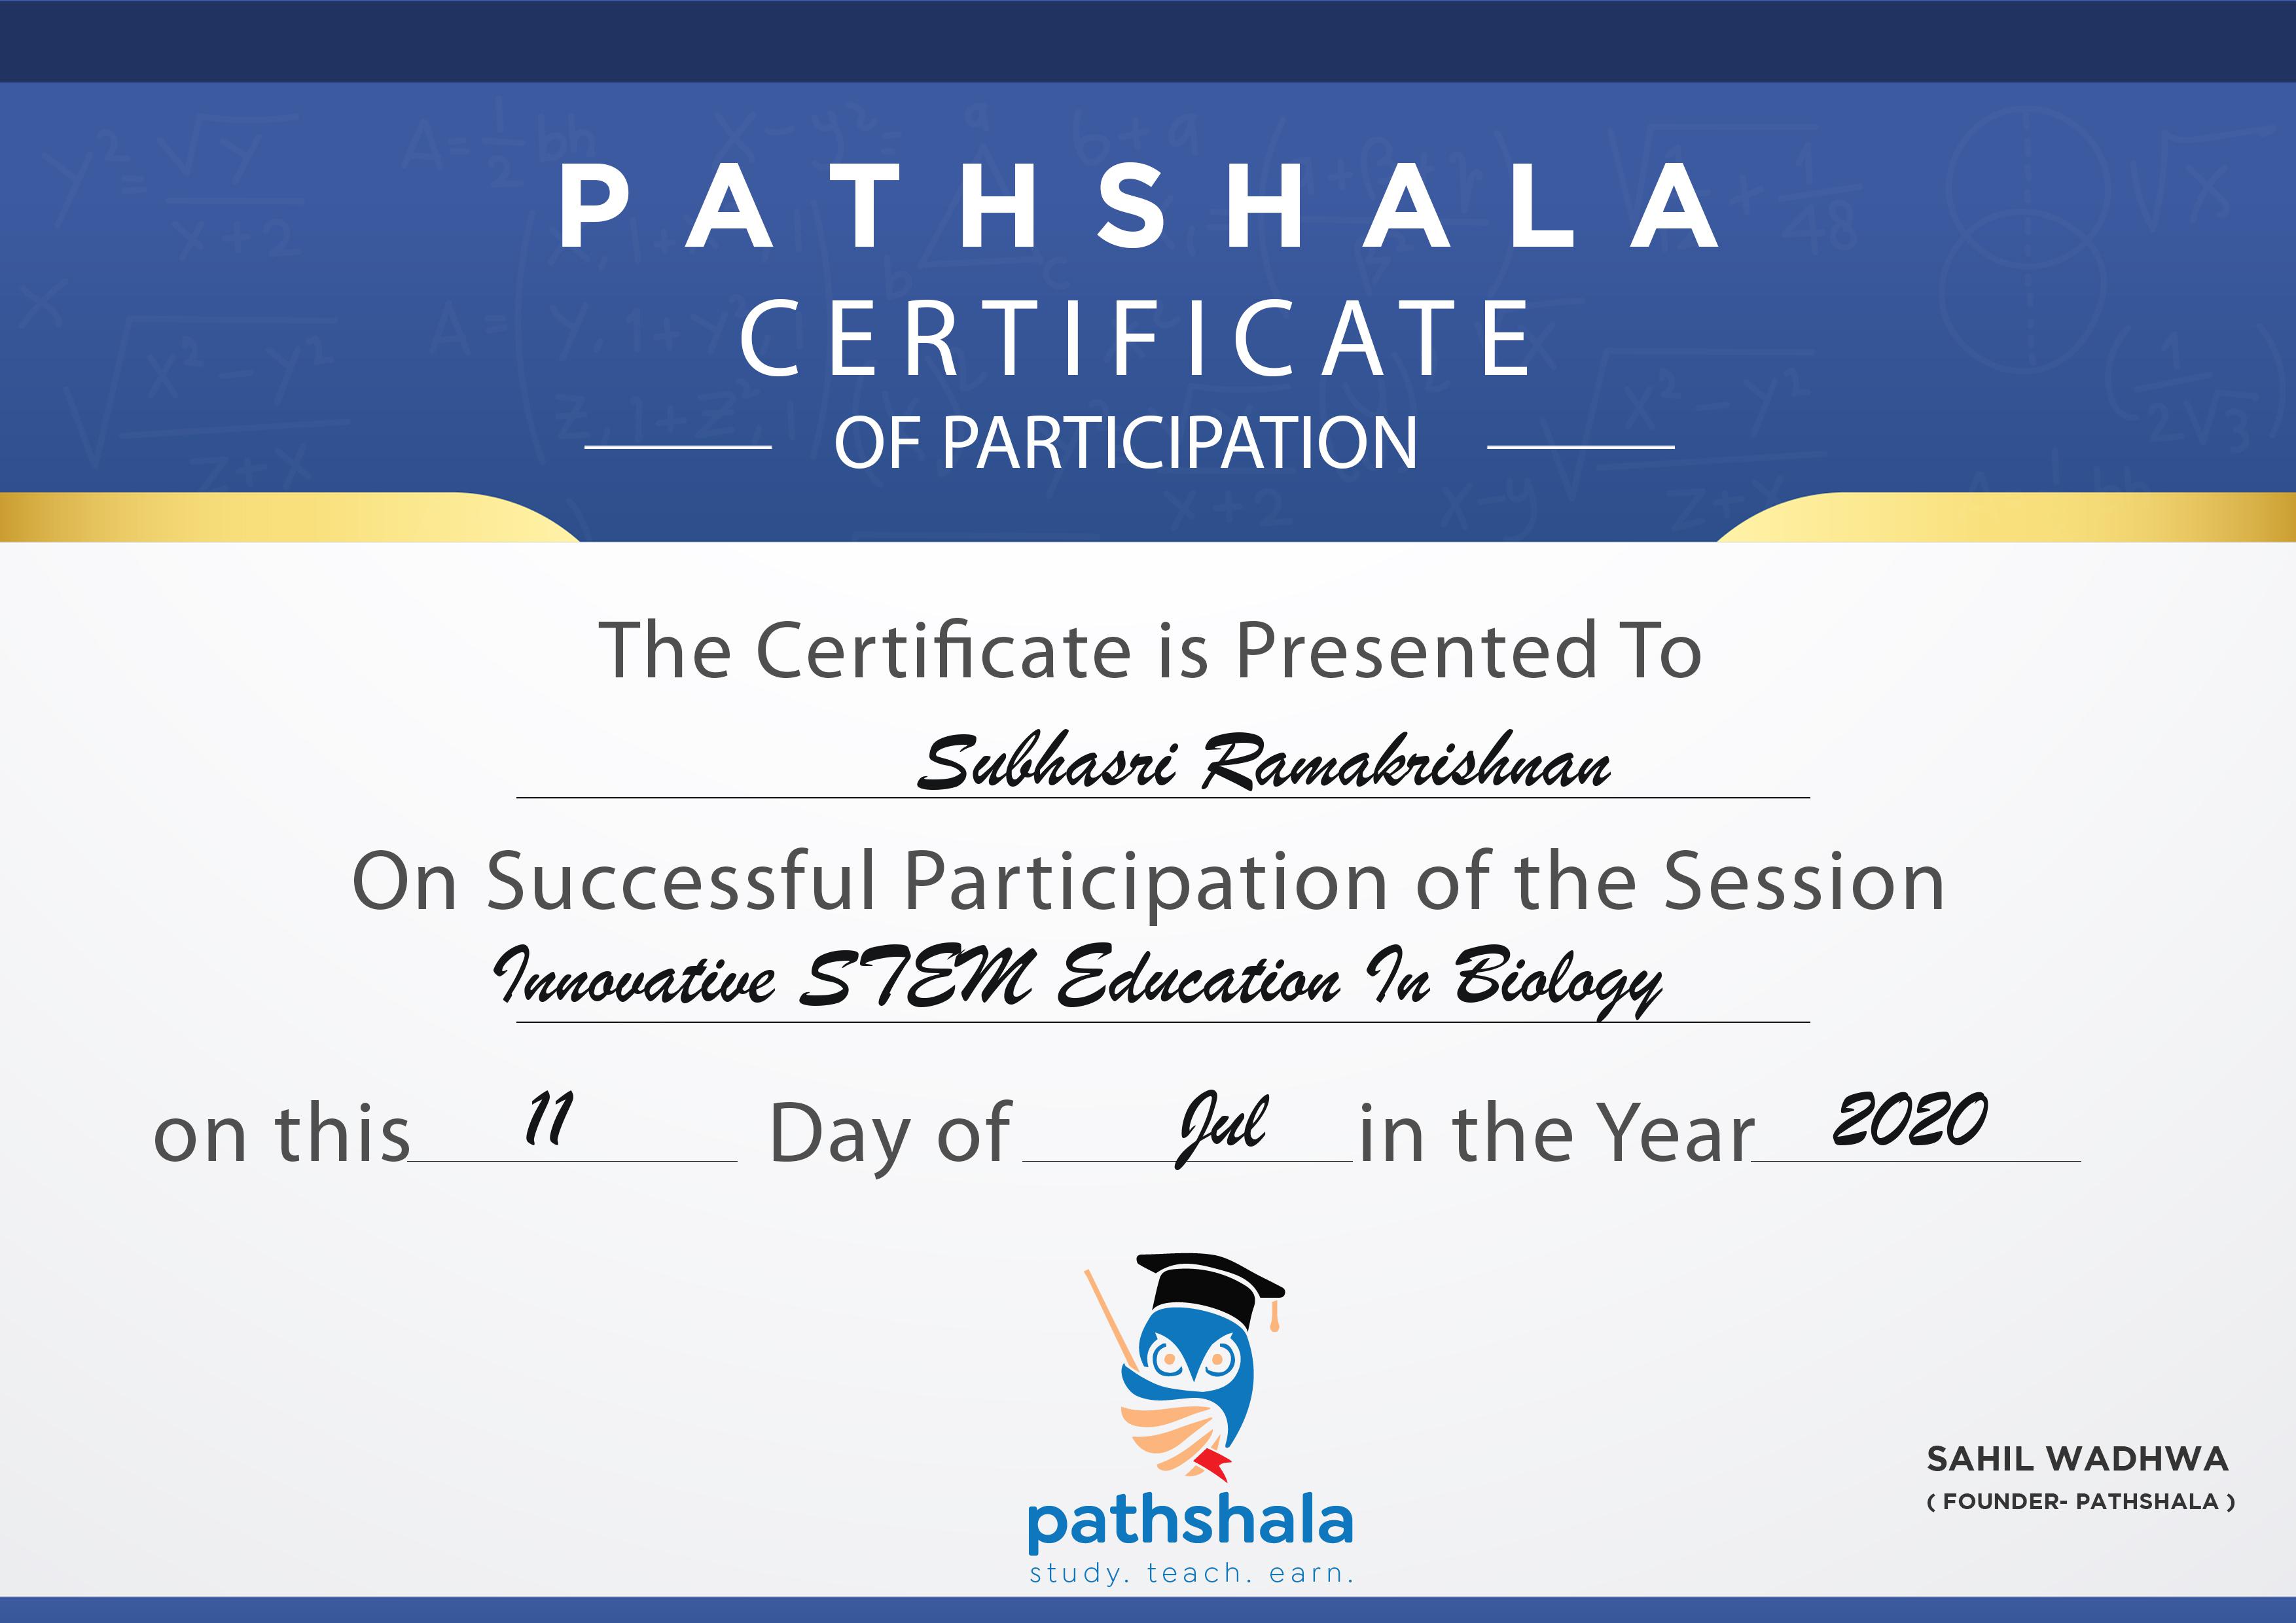 PATHSHALA
CERTIFICATE
OF PARTICIPATION
The Certificate is Presented To
Subhasri Ramakrishnan
On Successful Participation of the Session
Innovative STEM Education In Biology
on this 11 Day of Jul in the Year 2020
pathshala
study. teach. earn.
SAHIL WADHWA
( FOUNDER- PATHSHALA )